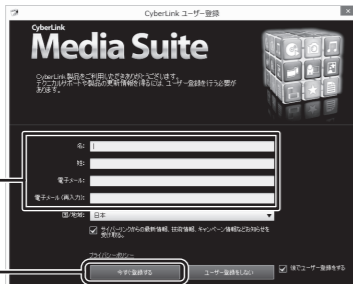 CyberLink ユーザー登録
CyberLink
Media Suite
CyberLink 製品をご利用いただきありがとうございます。
テクニカルサポートや製品の更新情報を得るには、ユーザー登録を行う必要が
あります。
名:
姓:
電子メール:
電子メール (再入力):
国/地域: 日本
サイバーリンクからの最新情報、技術情報、キャンペーン情報などお知らせを
受け取る。
プライバシーポリシー
今すぐ登録する
ユーザー登録をしない
後でユーザー登録をする